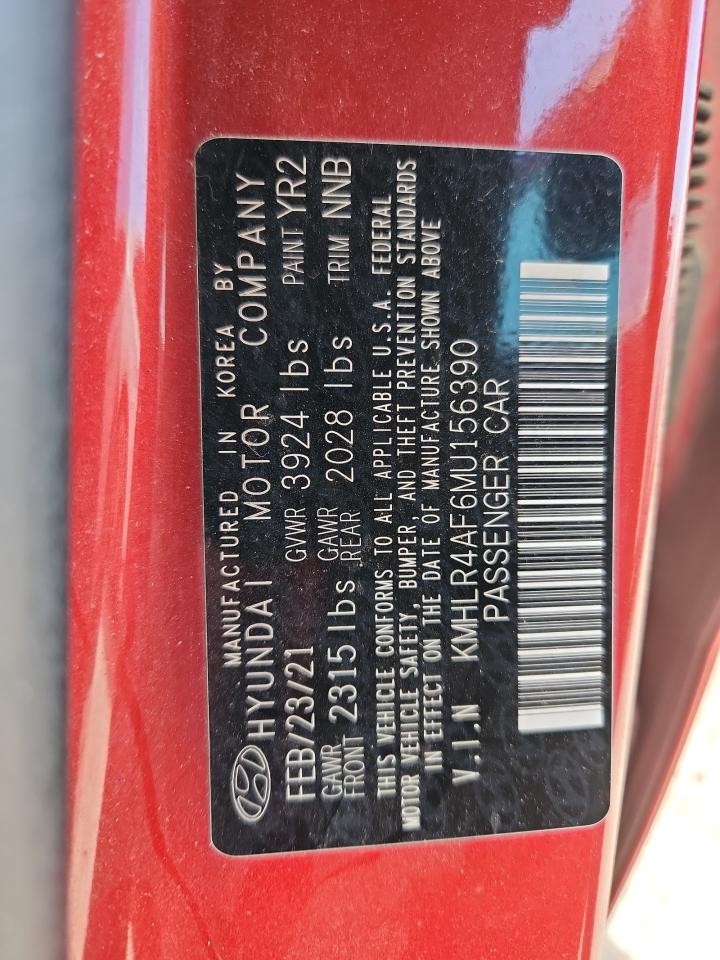 MANUFACTURED IN KOREA BY
HYUNDAI MOTOR COMPANY
FEB/23/21 GVWR 3924 lbs PAINT YR2
GAWR FRONT 2315 lbs GAWR REAR 2028 lbs TRIM NNB
THIS VEHICLE CONFORMS TO ALL APPLICABLE U.S.A. FEDERAL
MOTOR VEHICLE SAFETY, BUMPER, AND THEFT PREVENTION STANDARDS
IN EFFECT ON THE DATE OF MANUFACTURE SHOWN ABOVE
V.I.N KMHLR4AF6MU156390
PASSENGER CAR